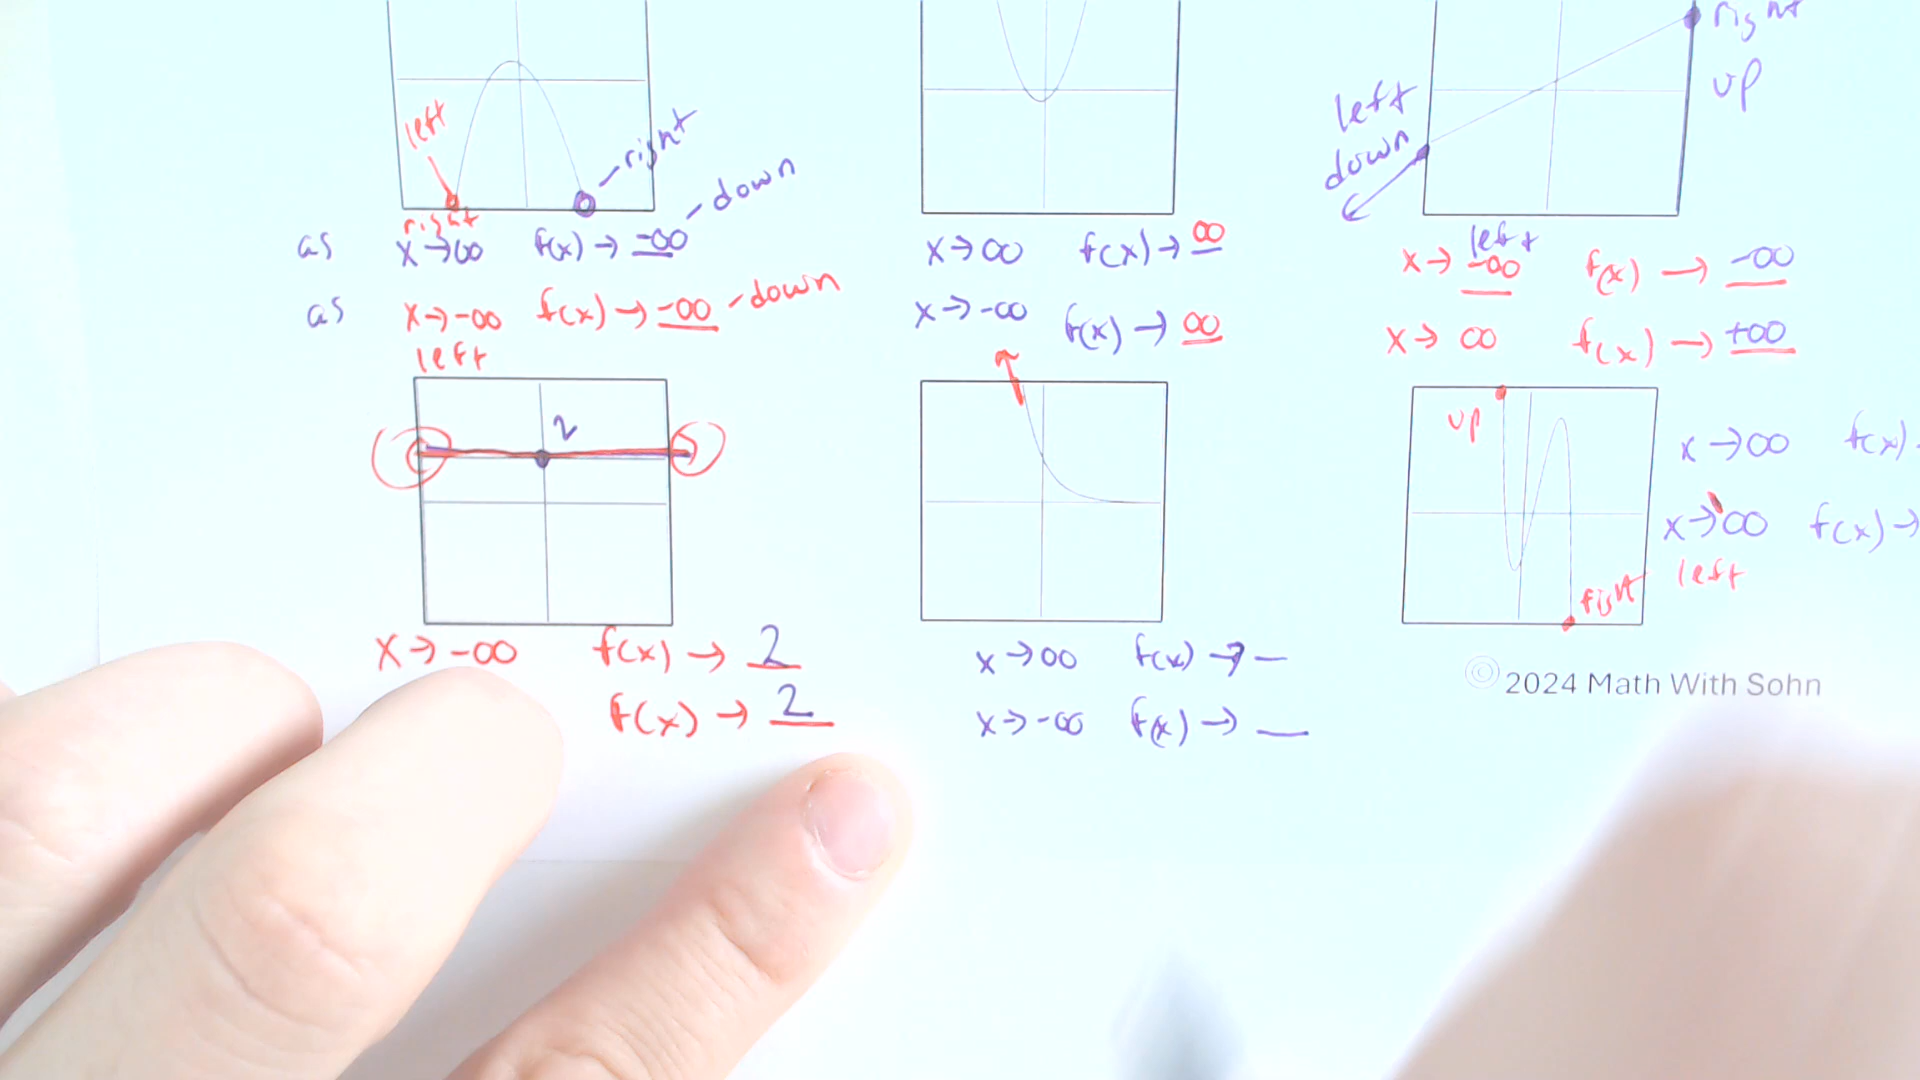 right
up
left
down
left
right
down
right
as x→∞ f(x)→ -∞
as x→-∞ f(x)→ -∞ -down
left
x→∞ f(x)→ ∞
x→-∞ f(x)→ ∞
left
x→ -∞ f(x)→ -∞
x→ ∞ f(x)→ +∞
2
x→-∞ f(x)→ 2
f(x)→ 2
x→∞ f(x)→ _
x→-∞ f(x)→ _
up
right
x→∞ f(x)
x→∞ f(x)→
left
© 2024 Math With Sohn